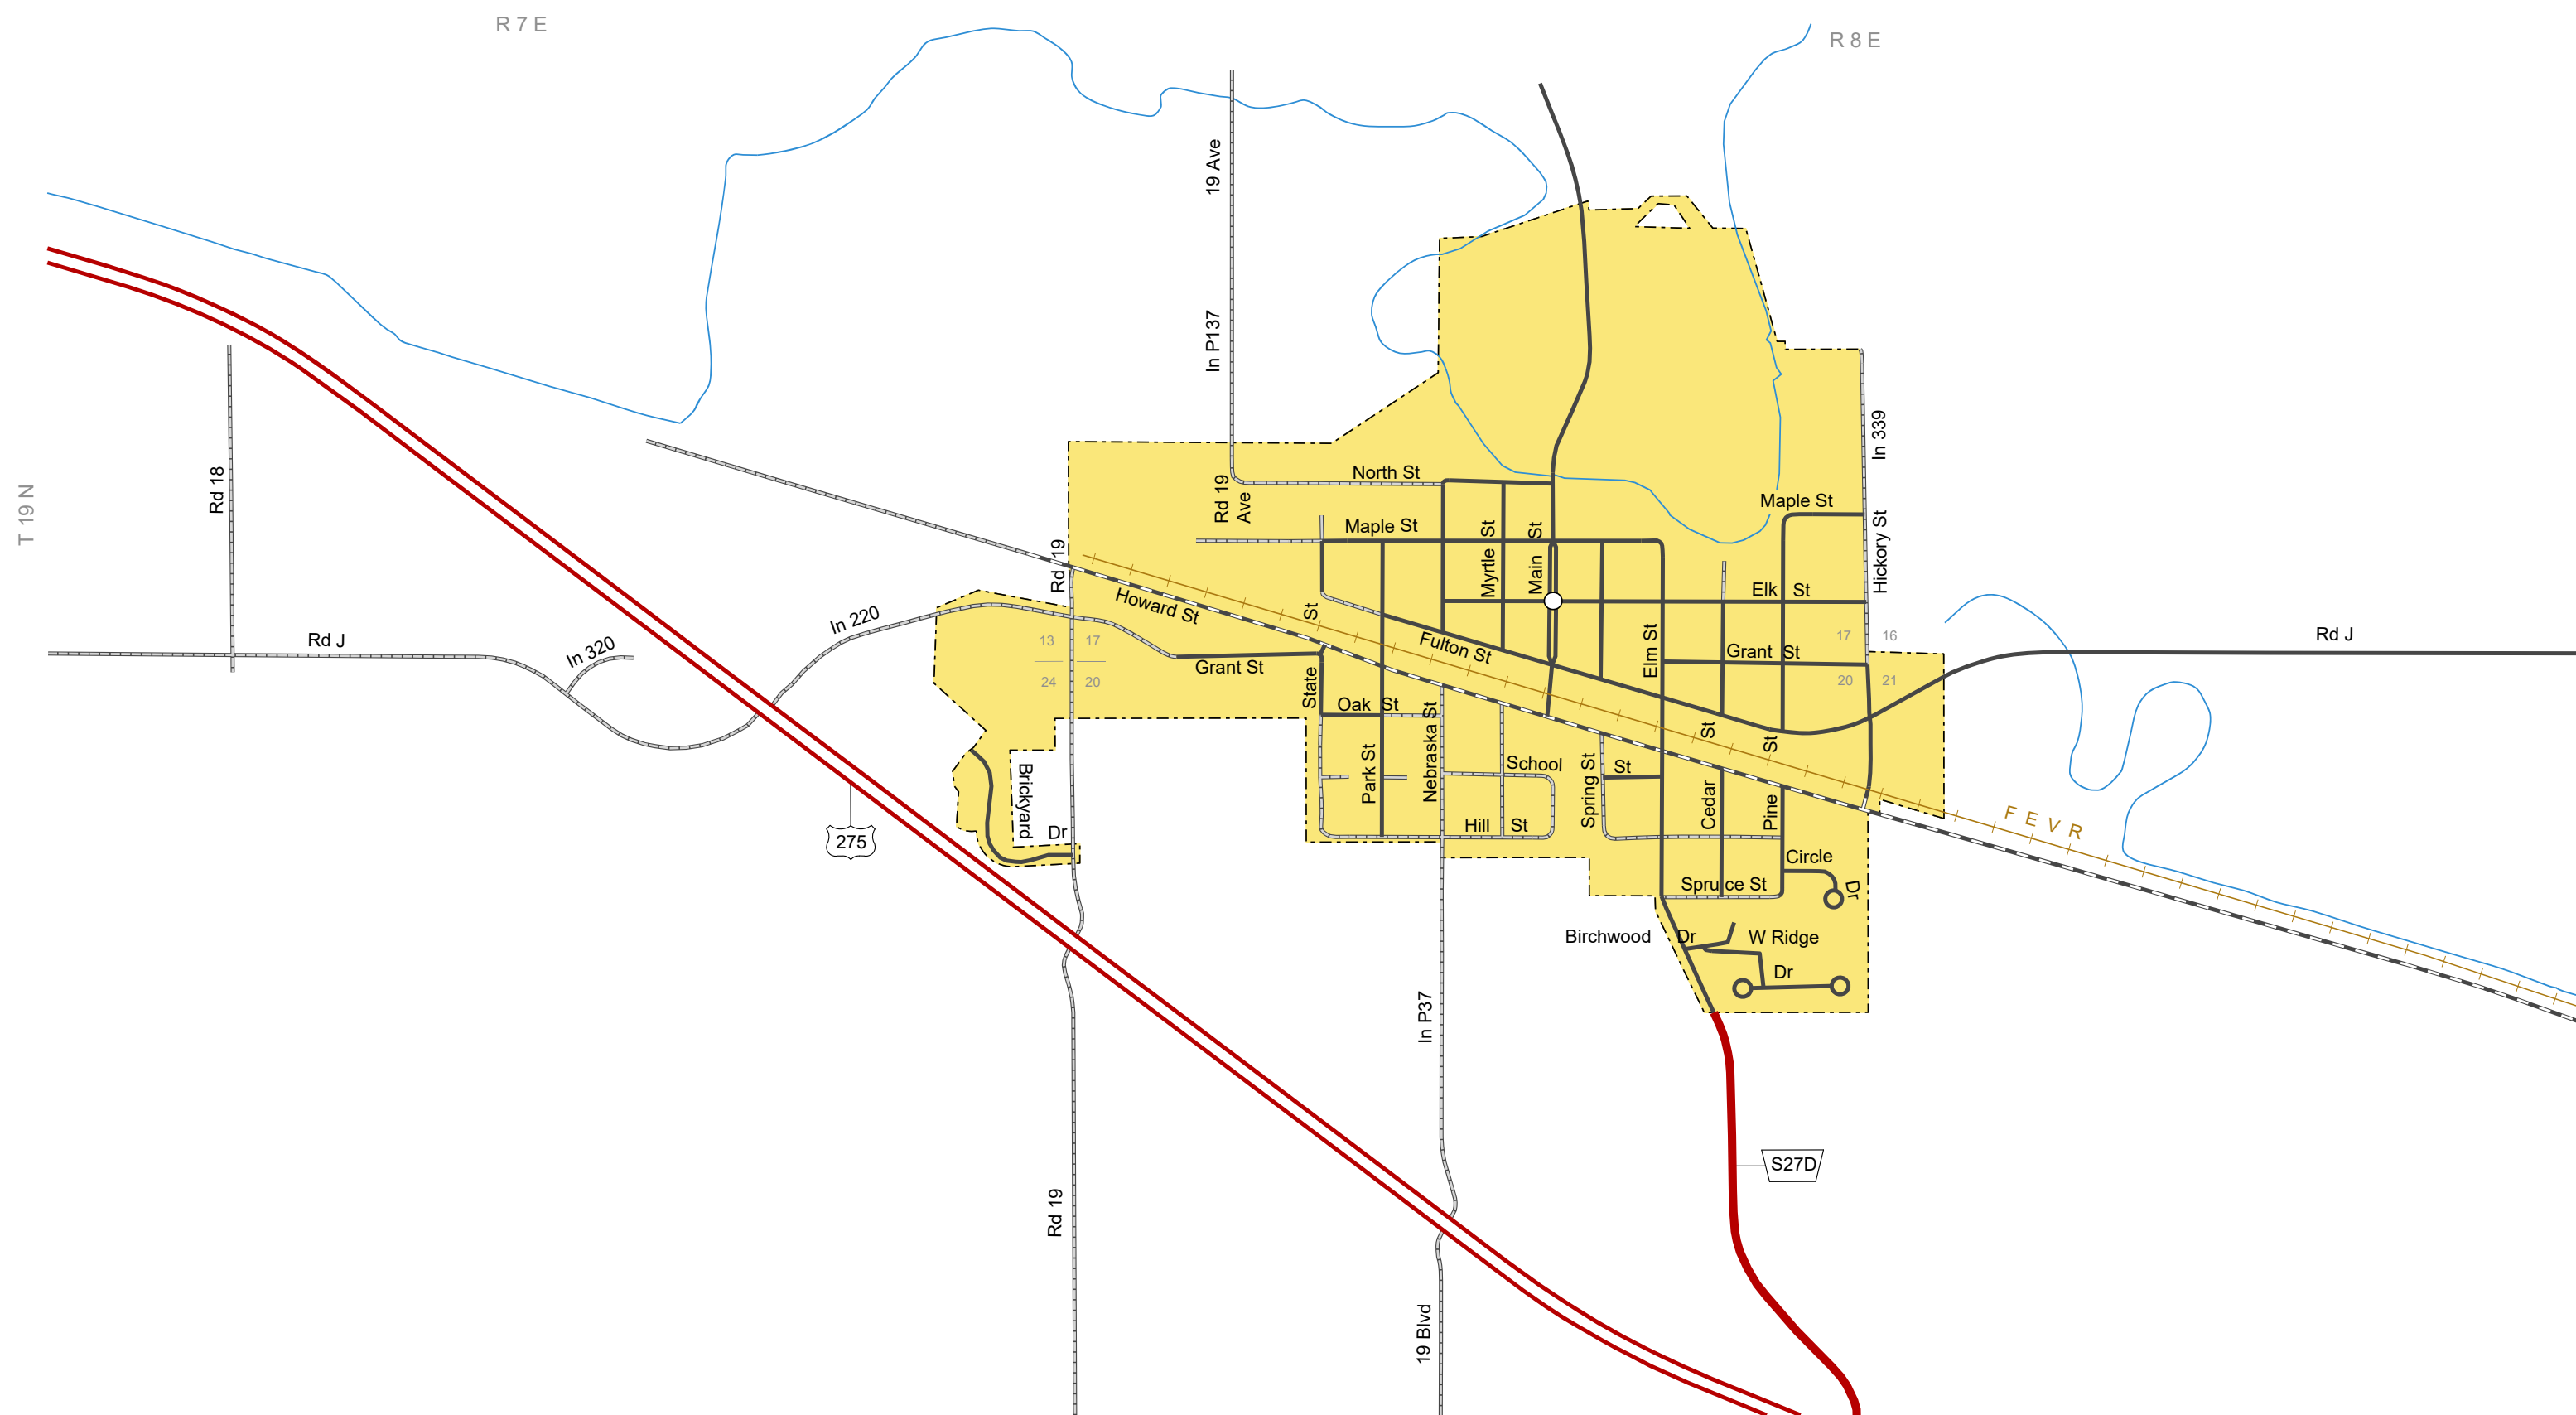 R 7 E
R 8 E
T 19 N
19 Ave
In P137
Rd 18
In 339
North St
Rd 19
Ave
Maple St
Maple St
Myrtle St
Main St
Hickory St
Rd 19
Elk St
Howard St
In 220
Rd J
In 320
Grant St
State St
Fulton St
Elm St
Grant St
13
17
24
20
17
16
20
21
Rd J
Oak St
Nebraska St
Park St
School St
Spring St
Cedar St
Pine St
Brickyard Dr
Hill St
275
F E V R
Circle Dr
Spruce St
Birchwood Dr
W Ridge
Dr
In P37
S27D
Rd 19
19 Blvd